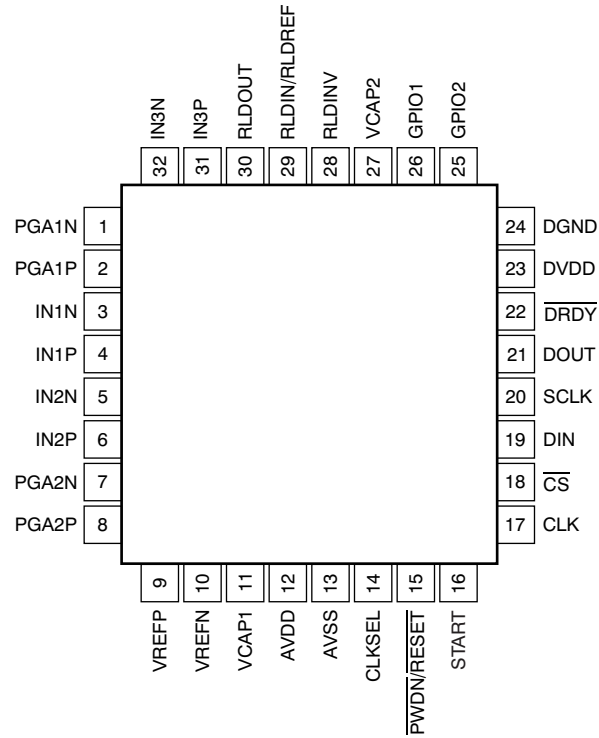 IN3N
IN3P
RLDOUT
RLDIN/RLDREF
RLDINV
VCAP2
GPIO1
GPIO2
32
31
30
29
28
27
26
25
PGA1N 1
PGA1P 2
IN1N 3
IN1P 4
IN2N 5
IN2P 6
PGA2N 7
PGA2P 8
24 DGND
23 DVDD
22 DRDY
21 DOUT
20 SCLK
19 DIN
18 CS
17 CLK
9
10
11
12
13
14
15
16
VREFP
VREFN
VCAP1
AVDD
AVSS
CLKSEL
PWDN/RESET
START